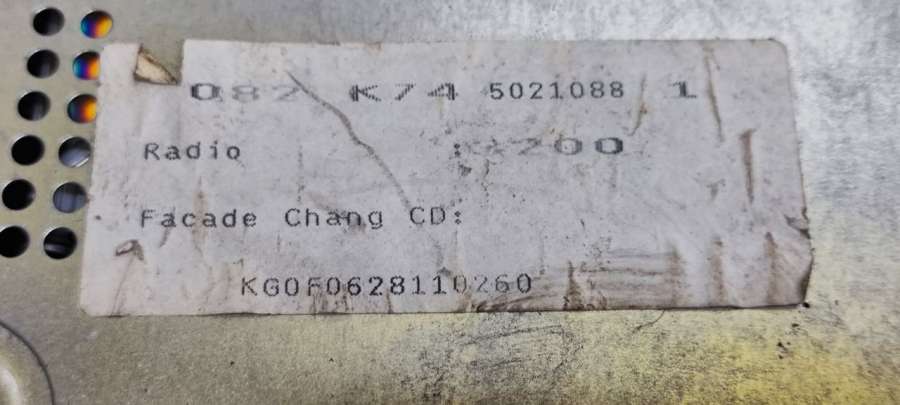 082 K74 5021088 1
Radio : 200
Facade Chang CD:
KG0F0628110260